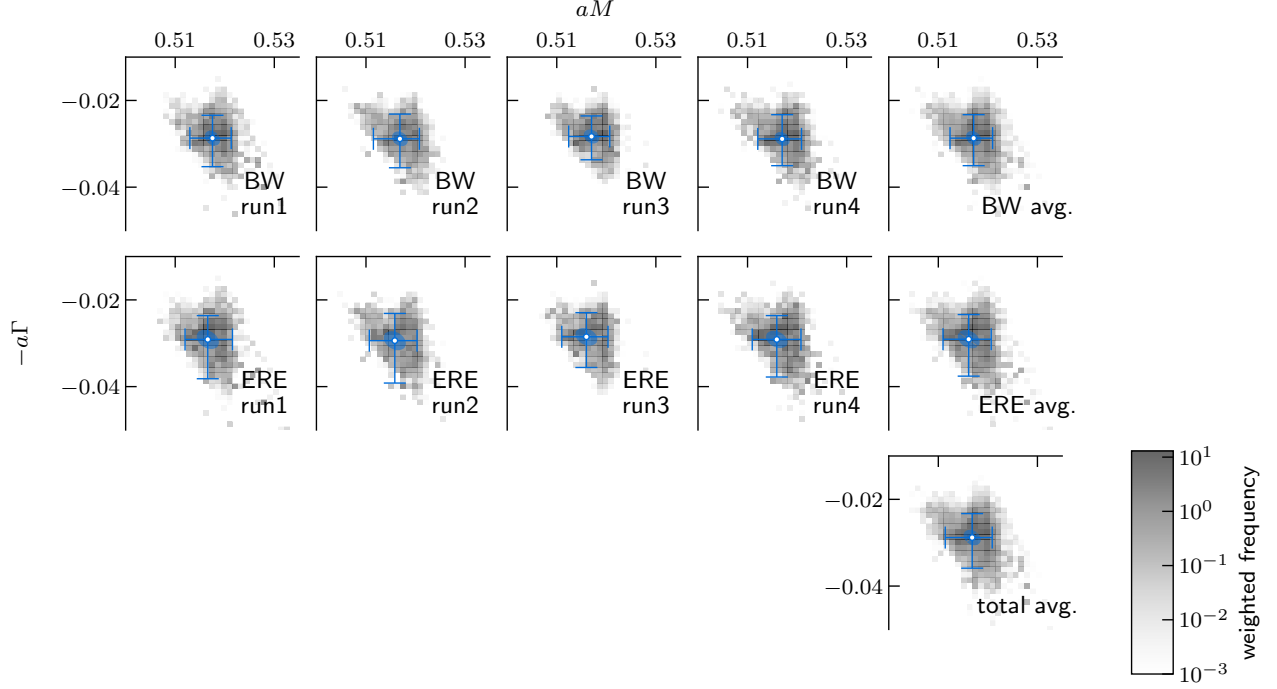 aM
0.51 0.53 0.51 0.53 0.51 0.53 0.51 0.53 0.51 0.53
−0.02
−0.04
BW run1
BW run2
BW run3
BW run4
BW avg.
−aΓ
−0.02
−0.04
ERE run1
ERE run2
ERE run3
ERE run4
ERE avg.
−0.02
−0.04
total avg.
10¹
10⁰
10⁻¹
10⁻²
10⁻³
weighted frequency